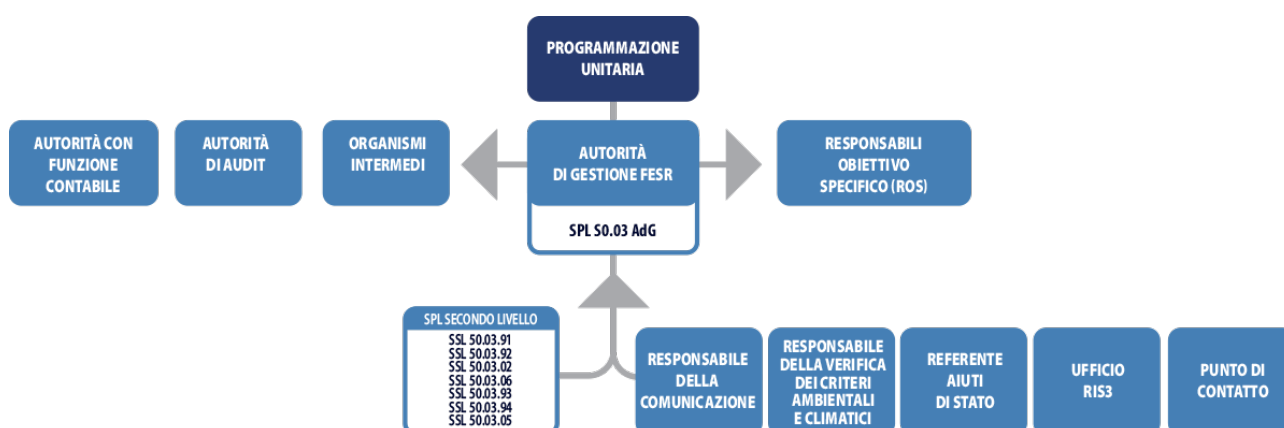 PROGRAMMAZIONE
UNITARIA
AUTORITÀ CON
FUNZIONE
CONTABILE
AUTORITÀ
DI AUDIT
ORGANISMI
INTERMEDI
AUTORITÀ
DI GESTIONE FESR
SPL S0.03 AdG
RESPONSABILI
OBIETTIVO
SPECIFICO (ROS)
SPL SECONDO LIVELLO
SSL 50.03.91
SSL 50.03.92
SSL 50.03.02
SSL 50.03.06
SSL 50.03.93
SSL 50.03.94
SSL 50.03.05
RESPONSABILE
DELLA
COMUNICAZIONE
RESPONSABILE
DELLA VERIFICA
DEI CRITERI
AMBIENTALI
E CLIMATICI
REFERENTE
AIUTI
DI STATO
UFFICIO
RIS3
PUNTO DI
CONTATTO